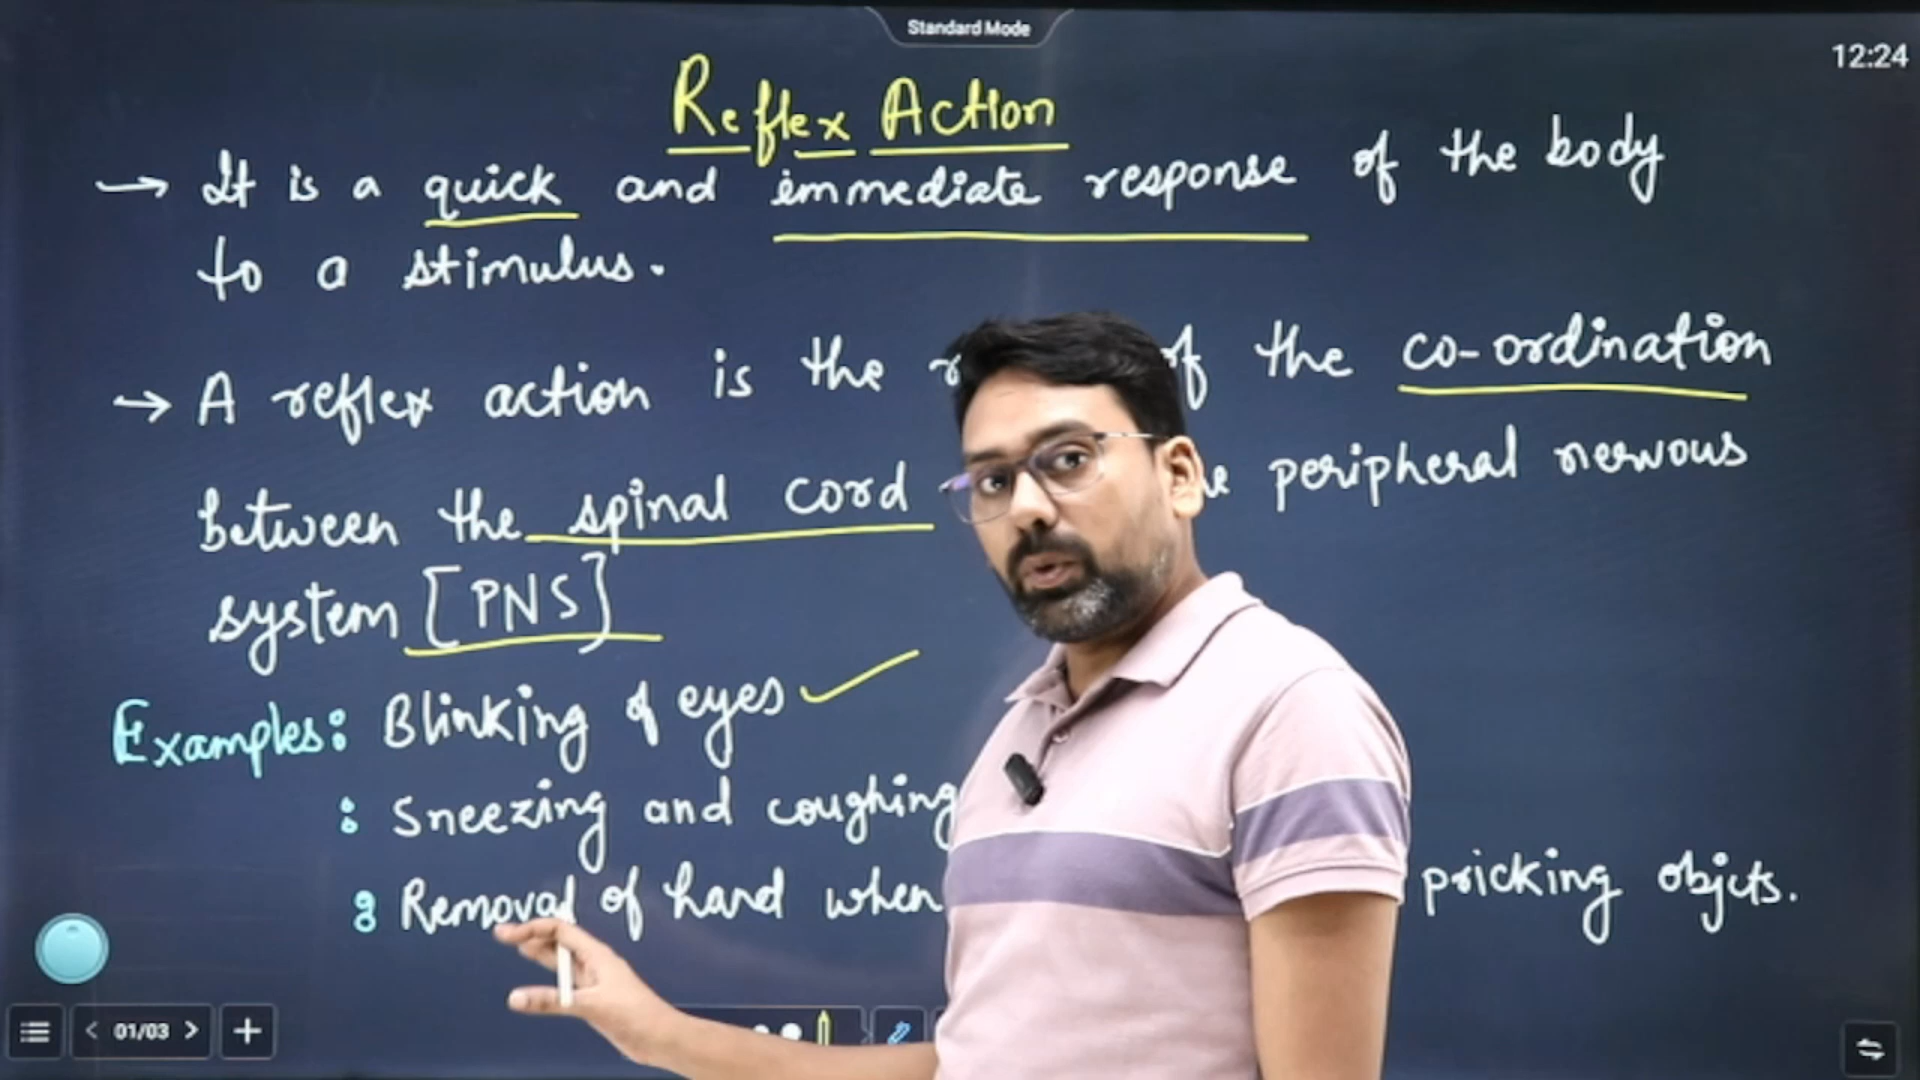 Standard Mode
12:24
Reflex Action
→ It is a quick and immediate response of the body
to a stimulus.
→ A reflex action is the of the co-ordination
between the spinal cord peripheral nervous
system [PNS]
Examples: Blinking of eyes ✓
: Sneezing and coughing
: Removal of hand when pricking objcts.
01/03